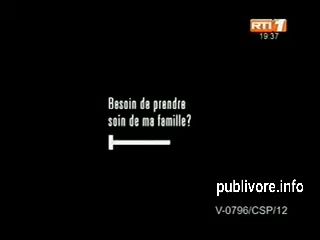 RTI 1
19:37
Besoin de prendre
soin de ma famille?
publivore.info
V-0796/CSP/12